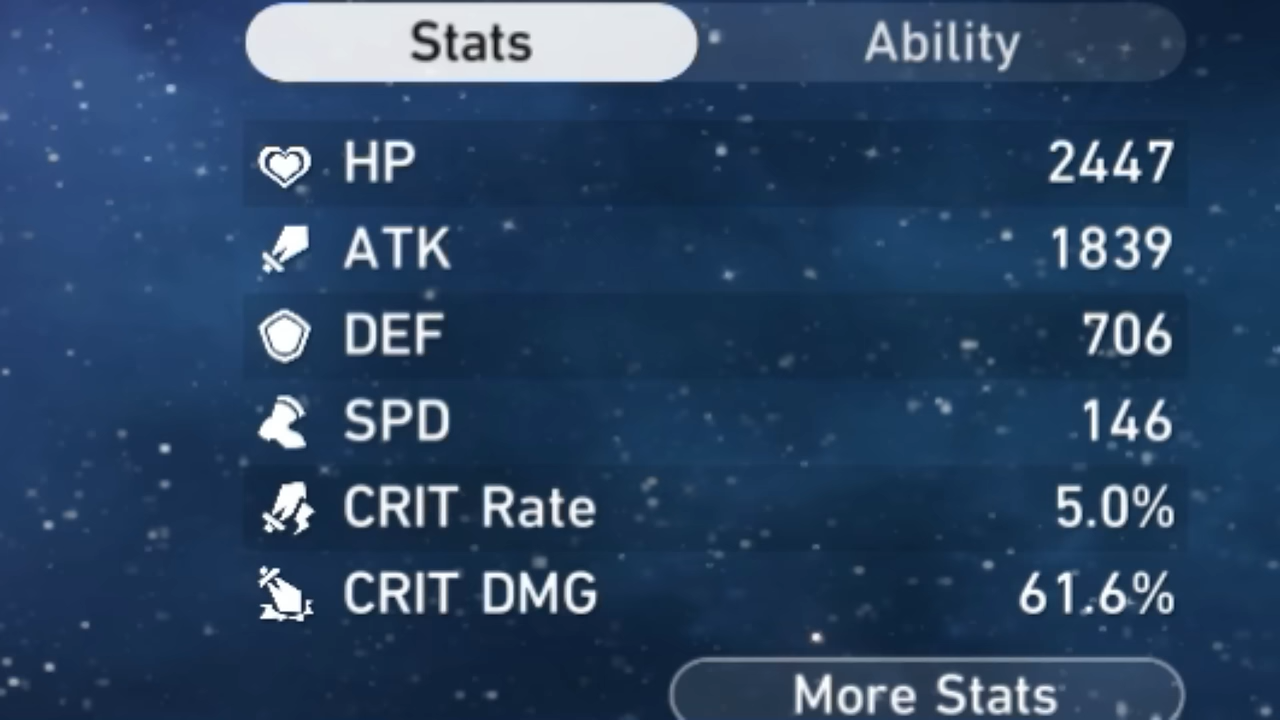 Stats Ability
HP 2447
ATK 1839
DEF 706
SPD 146
CRIT Rate 5.0%
CRIT DMG 61.6%
More Stats